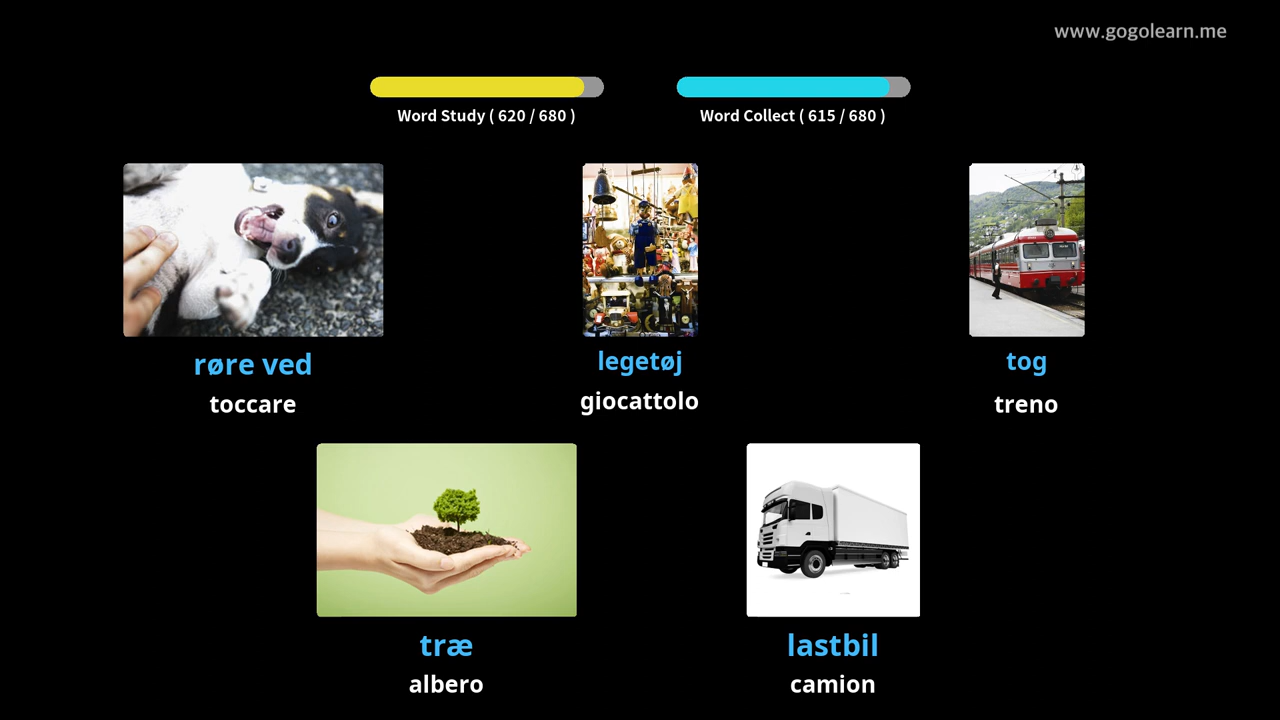 www.gogolearn.me
Word Study ( 620 / 680 )
Word Collect ( 615 / 680 )
røre ved
toccare
legetøj
giocattolo
tog
treno
træ
albero
lastbil
camion